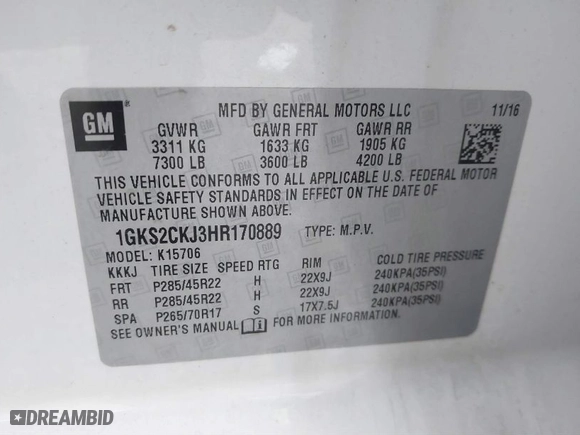 GM
MFD BY GENERAL MOTORS LLC 11/16
GVWR GAWR FRT GAWR RR
3311 KG 1633 KG 1905 KG
7300 LB 3600 LB 4200 LB
THIS VEHICLE CONFORMS TO ALL APPLICABLE U.S. FEDERAL MOTOR
VEHICLE SAFETY STANDARDS IN EFFECT ON THE DATE OF
MANUFACTURE SHOWN ABOVE.
1GKS2CKJ3HR170889 TYPE: M.P.V.
MODEL: K15706
KKKJ TIRE SIZE SPEED RTG RIM COLD TIRE PRESSURE
FRT P285/45R22 H 22X9J 240KPA(35PSI)
RR P285/45R22 H 22X9J 240KPA(35PSI)
SPA P265/70R17 S 17X7.5J 240KPA(35PSI)
SEE OWNER'S MANUAL
DREAMBID